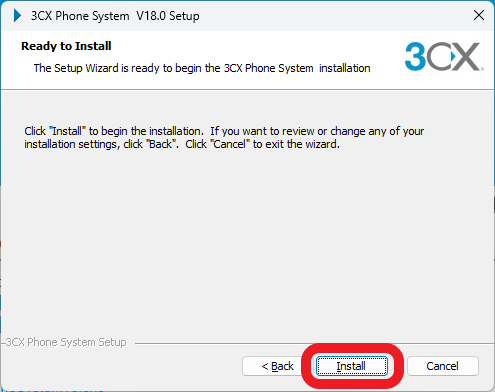 3CX Phone System V18.0 Setup
Ready to Install
The Setup Wizard is ready to begin the 3CX Phone System installation
3CX
Click "Install" to begin the installation. If you want to review or change any of your
installation settings, click "Back". Click "Cancel" to exit the wizard.
3CX Phone System Setup
< Back
Install
Cancel